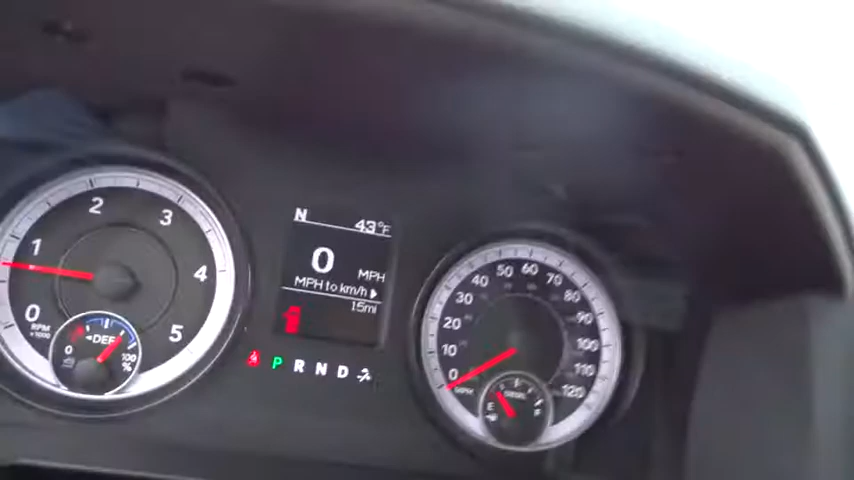 N 43°F
0 MPH
MPH to km/h
15mi
P R N D
0 1 2 3 4 5
RPM
x1000
DEF
0 100
%
0 10 20 30 40 50 60 70 80 90 100 110 120
MPH
DIESEL
E F